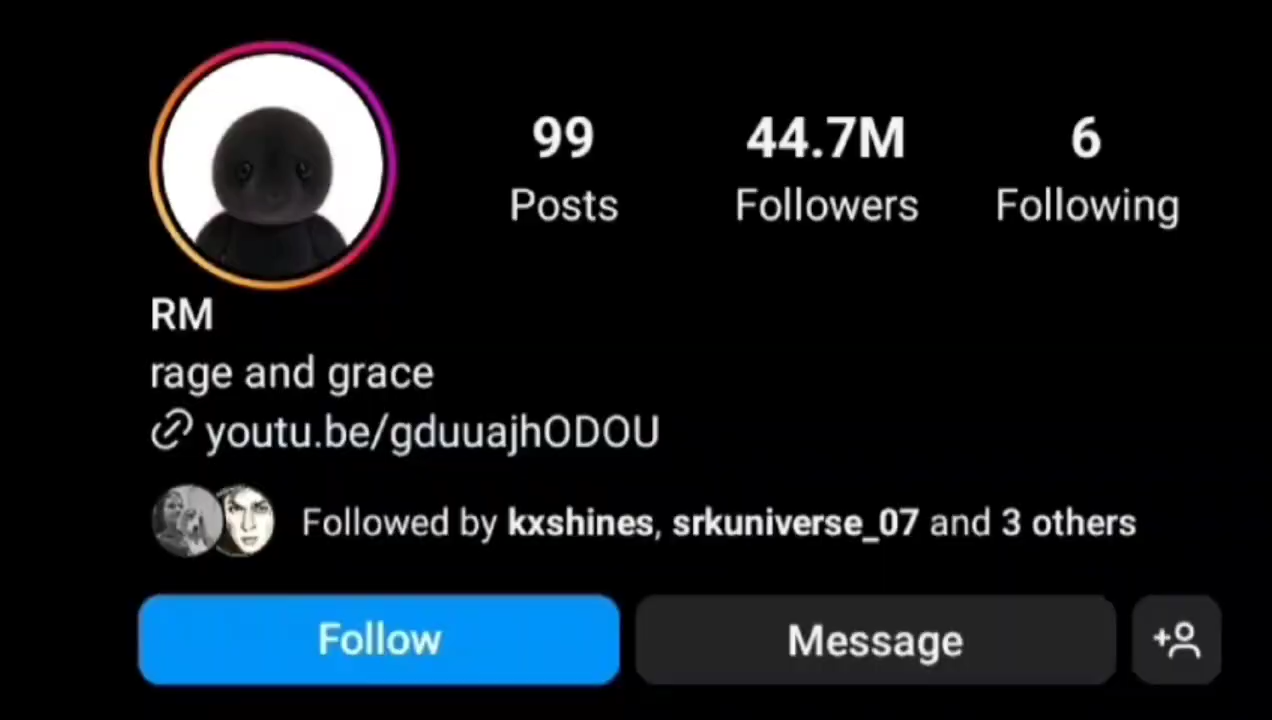 99 44.7M 6
Posts Followers Following
RM
rage and grace
youtu.be/gduuajhODOU
Followed by kxshines, srkuniverse_07 and 3 others
Follow Message